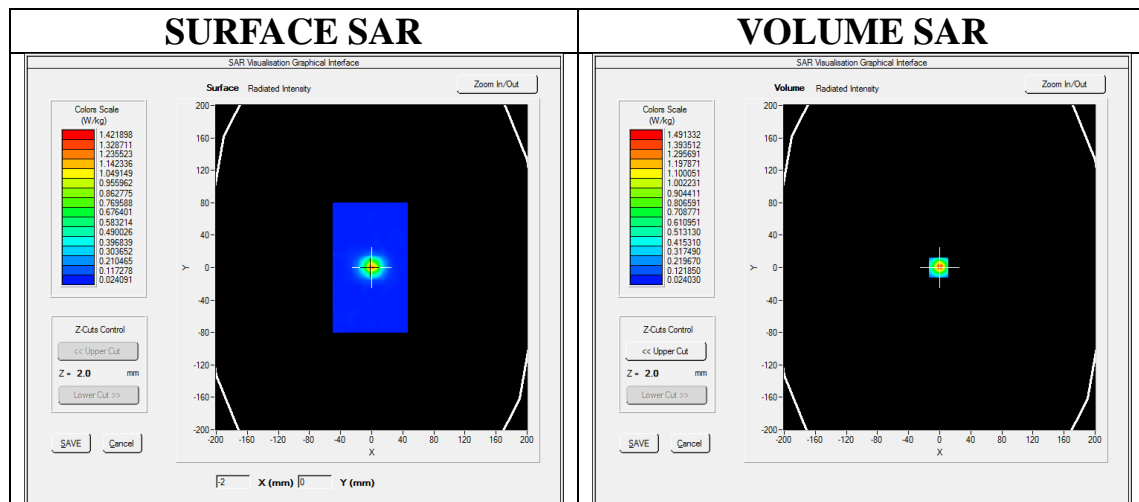 SURFACE SAR
SAR Visualisation Graphical Interface
Surface Radiated Intensity
Zoom In/Out
Colors Scale
(W/kg)
1.421898
1.328711
1.235523
1.142336
1.049149
0.955962
0.862775
0.769588
0.676401
0.583214
0.490026
0.396839
0.303652
0.210465
0.117278
0.024091
Z-Cuts Control
<< Upper Cut
Z = 2.0 mm
Lower Cut >>
SAVE Cancel
Y
200
160
120
80
40
0
-40
-80
-120
-160
-200
-200 -160 -120 -80 -40 0 40 80 120 160 200
X
-2 X (mm) 0 Y (mm)
VOLUME SAR
SAR Visualisation Graphical Interface
Volume Radiated Intensity
Zoom In/Out
Colors Scale
(W/kg)
1.491332
1.393512
1.295691
1.197871
1.100051
1.002231
0.904411
0.806591
0.708771
0.610951
0.513130
0.415310
0.317490
0.219670
0.121850
0.024030
Z-Cuts Control
<< Upper Cut
Z = 2.0 mm
Lower Cut >>
SAVE Cancel
Y
200
160
120
80
40
0
-40
-80
-120
-160
-200
-200 -160 -120 -80 -40 0 40 80 120 160 200
X